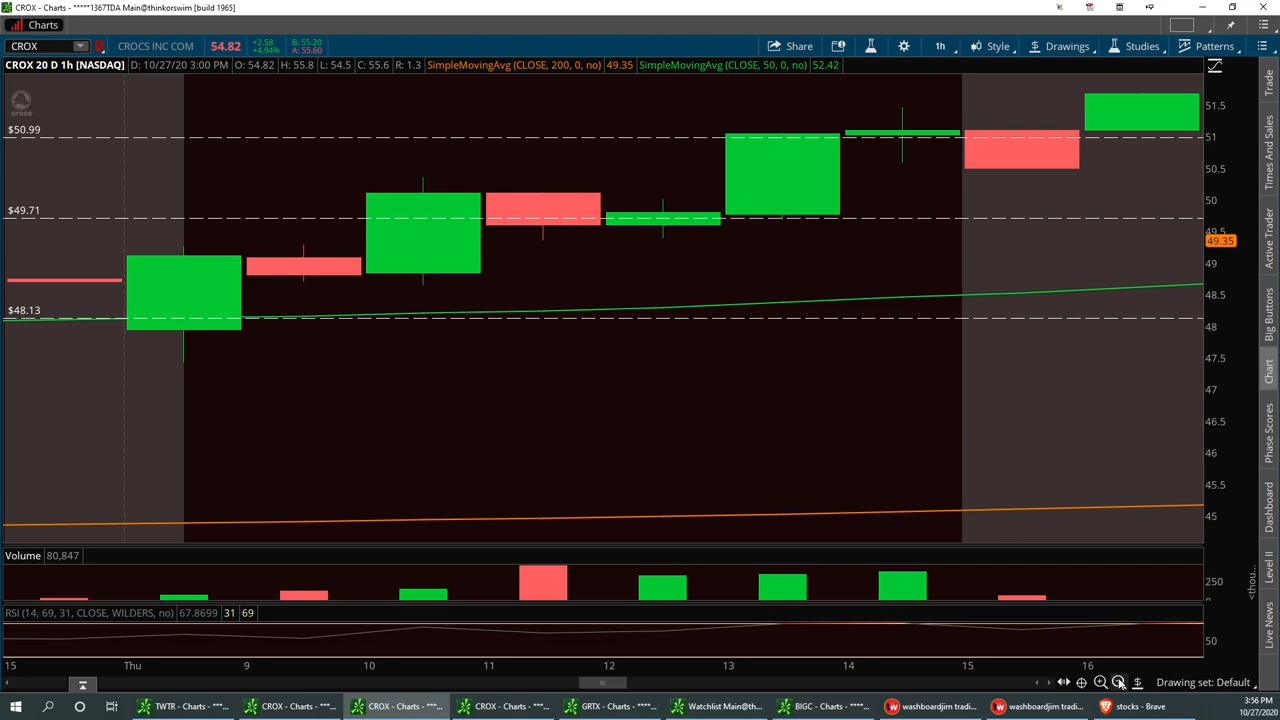 CROX - Charts - *****1367TDA Main@thinkorswim [build 1965]
Charts
CROX CROCS INC COM 54.82 +2.58 +4.94% B: 55.20 A: 55.60 Share 1h Style Drawings Studies Patterns
CROX 20 D 1h [NASDAQ] D: 10/27/20 3:00 PM O: 54.82 H: 55.8 L: 54.5 C: 55.6 R: 1.3 SimpleMovingAvg (CLOSE, 200, 0, no) 49.35 SimpleMovingAvg (CLOSE, 50, 0, no) 52.42
crocs
$50.99
$49.71
$48.13
51.5
51
50.5
50
49.5
49.35
49
48.5
48
47.5
47
46.5
46
45.5
45
Trade
Times And Sales
Active Trader
Big Buttons
Chart
Phase Scores
Dashboard
Level II
Live News
Volume 80,847
250
<thou...
RSI (14, 69, 31, CLOSE, WILDERS, no) 67.8699 31 69
50
15 Thu 9 10 11 12 13 14 15 16
Drawing set: Default
TWTR - Charts - ***... CROX - Charts - ***... CROX - Charts - ***... CROX - Charts - ***... GRTX - Charts - ***... Watchlist Main@th... BIGC - Charts - ***... washboardjim tradi... washboardjim tradi... stocks - Brave
3:56 PM
10/27/2020